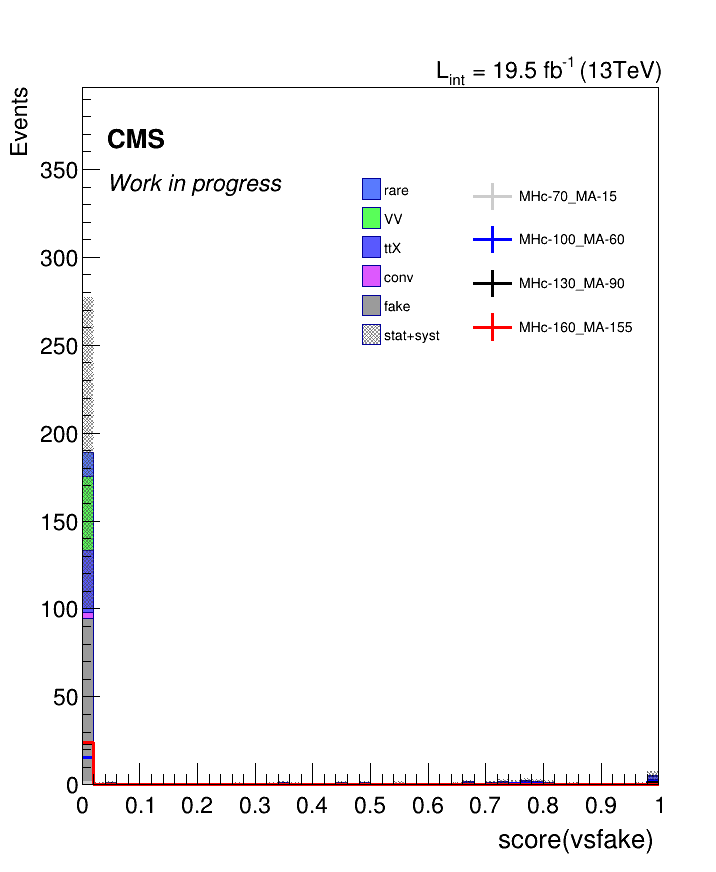 L_int = 19.5 fb^-1 (13TeV)
Events
CMS
Work in progress
rare
VV
ttX
conv
fake
stat+syst
MHc-70_MA-15
MHc-100_MA-60
MHc-130_MA-90
MHc-160_MA-155
350
300
250
200
150
100
50
0
0 0.1 0.2 0.3 0.4 0.5 0.6 0.7 0.8 0.9 1
score(vsfake)